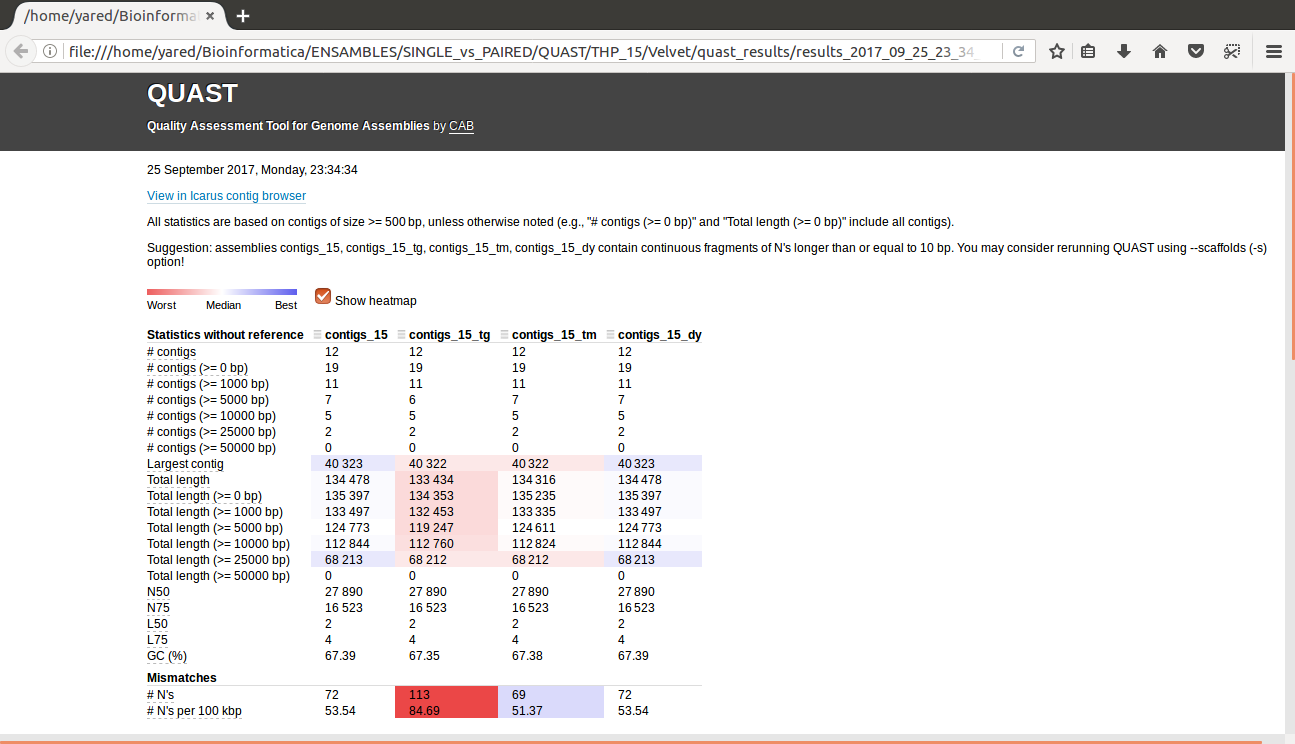 /home/yared/Bioinforma
file:///home/yared/Bioinformatica/ENSAMBLES/SINGLE_vs_PAIRED/QUAST/THP_15/Velvet/quast_results/results_2017_09_25_23_34_
QUAST
Quality Assessment Tool for Genome Assemblies by CAB
25 September 2017, Monday, 23:34:34
View in Icarus contig browser
All statistics are based on contigs of size >= 500 bp, unless otherwise noted (e.g., "# contigs (>= 0 bp)" and "Total length (>= 0 bp)" include all contigs).
Suggestion: assemblies contigs_15, contigs_15_tg, contigs_15_tm, contigs_15_dy contain continuous fragments of N's longer than or equal to 10 bp. You may consider rerunning QUAST using --scaffolds (-s)
option!
Worst Median Best Show heatmap
Statistics without reference contigs_15 contigs_15_tg contigs_15_tm contigs_15_dy
# contigs 12 12 12 12
# contigs (>= 0 bp) 19 19 19 19
# contigs (>= 1000 bp) 11 11 11 11
# contigs (>= 5000 bp) 7 6 7 7
# contigs (>= 10000 bp) 5 5 5 5
# contigs (>= 25000 bp) 2 2 2 2
# contigs (>= 50000 bp) 0 0 0 0
Largest contig 40 323 40 322 40 322 40 323
Total length 134 478 133 434 134 316 134 478
Total length (>= 0 bp) 135 397 134 353 135 235 135 397
Total length (>= 1000 bp) 133 497 132 453 133 335 133 497
Total length (>= 5000 bp) 124 773 119 247 124 611 124 773
Total length (>= 10000 bp) 112 844 112 760 112 824 112 844
Total length (>= 25000 bp) 68 213 68 212 68 212 68 213
Total length (>= 50000 bp) 0 0 0 0
N50 27 890 27 890 27 890 27 890
N75 16 523 16 523 16 523 16 523
L50 2 2 2 2
L75 4 4 4 4
GC (%) 67.39 67.35 67.38 67.39
Mismatches
# N's 72 113 69 72
# N's per 100 kbp 53.54 84.69 51.37 53.54